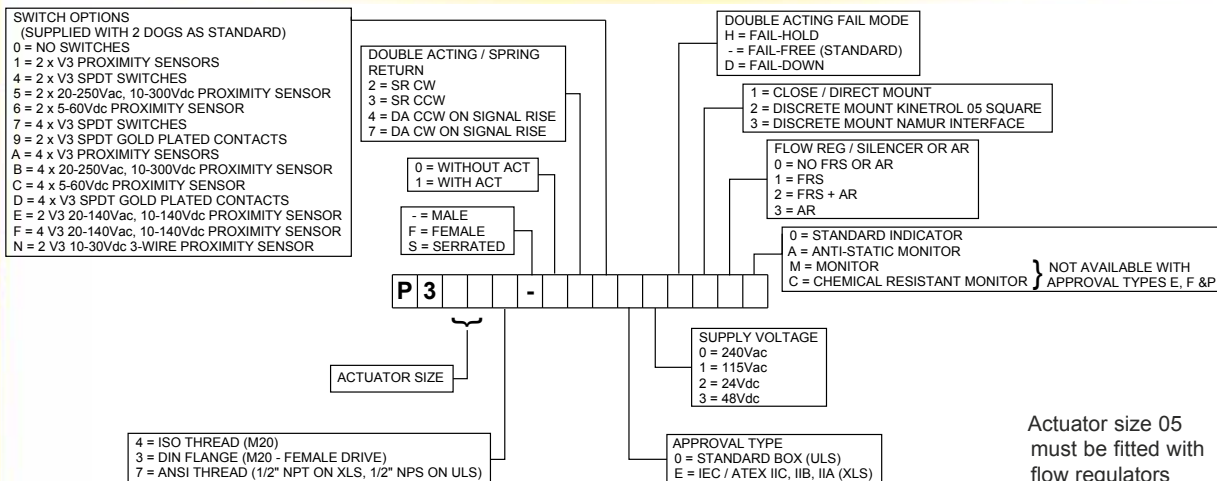 SWITCH OPTIONS
(SUPPLIED WITH 2 DOGS AS STANDARD)
0 = NO SWITCHES
1 = 2 x V3 PROXIMITY SENSORS
4 = 2 x V3 SPDT SWITCHES
5 = 2 x 20-250Vac, 10-300Vdc PROXIMITY SENSOR
6 = 2 x 5-60Vdc PROXIMITY SENSOR
7 = 4 x V3 SPDT SWITCHES
9 = 2 x V3 SPDT GOLD PLATED CONTACTS
A = 4 x V3 PROXIMITY SENSORS
B = 4 x 20-250Vac, 10-300Vdc PROXIMITY SENSOR
C = 4 x 5-60Vdc PROXIMITY SENSOR
D = 4 x V3 SPDT GOLD PLATED CONTACTS
E = 2 V3 20-140Vac, 10-140Vdc PROXIMITY SENSOR
F = 4 V3 20-140Vac, 10-140Vdc PROXIMITY SENSOR
N = 2 V3 10-30Vdc 3-WIRE PROXIMITY SENSOR
DOUBLE ACTING / SPRING
RETURN
2 = SR CW
3 = SR CCW
4 = DA CCW ON SIGNAL RISE
7 = DA CW ON SIGNAL RISE
0 = WITHOUT ACT
1 = WITH ACT
- = MALE
F = FEMALE
S = SERRATED
DOUBLE ACTING FAIL MODE
H = FAIL-HOLD
- = FAIL-FREE (STANDARD)
D = FAIL-DOWN
1 = CLOSE / DIRECT MOUNT
2 = DISCRETE MOUNT KINETROL 05 SQUARE
3 = DISCRETE MOUNT NAMUR INTERFACE
FLOW REG / SILENCER OR AR
0 = NO FRS OR AR
1 = FRS
2 = FRS + AR
3 = AR
0 = STANDARD INDICATOR
A = ANTI-STATIC MONITOR
M = MONITOR
C = CHEMICAL RESISTANT MONITOR } NOT AVAILABLE WITH
APPROVAL TYPES E, F &P
P 3 -
ACTUATOR SIZE
SUPPLY VOLTAGE
0 = 240Vac
1 = 115Vac
2 = 24Vdc
3 = 48Vdc
4 = ISO THREAD (M20)
3 = DIN FLANGE (M20 - FEMALE DRIVE)
7 = ANSI THREAD (1/2" NPT ON XLS, 1/2" NPS ON ULS)
APPROVAL TYPE
0 = STANDARD BOX (ULS)
E = IEC / ATEX IIC, IIB, IIA (XLS)
Actuator size 05
must be fitted with
flow regulators